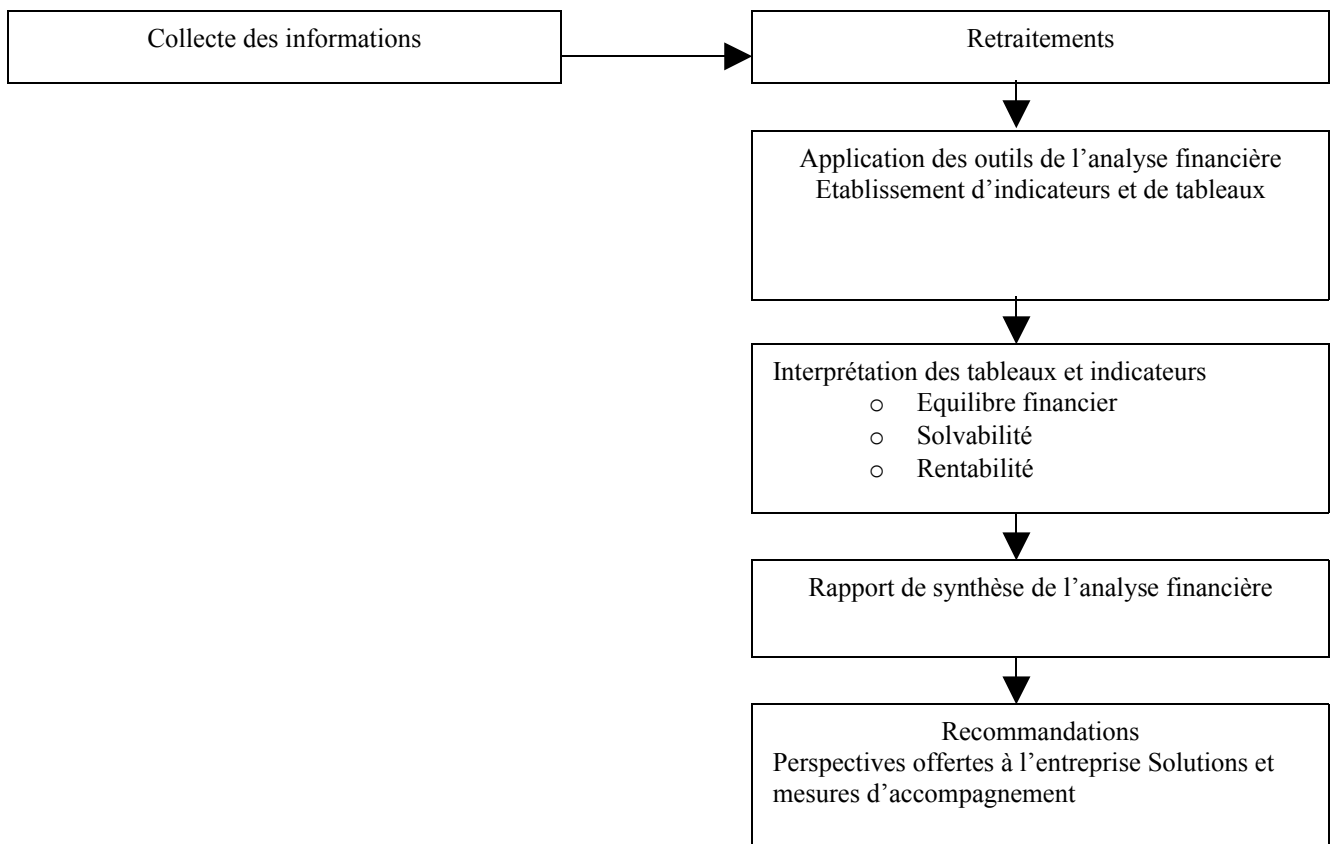 Collecte des informations
Retraitements
Application des outils de l’analyse financière
Etablissement d’indicateurs et de tableaux
Interprétation des tableaux et indicateurs
o Equilibre financier
o Solvabilité
o Rentabilité
Rapport de synthèse de l’analyse financière
Recommandations
Perspectives offertes à l’entreprise Solutions et
mesures d’accompagnement